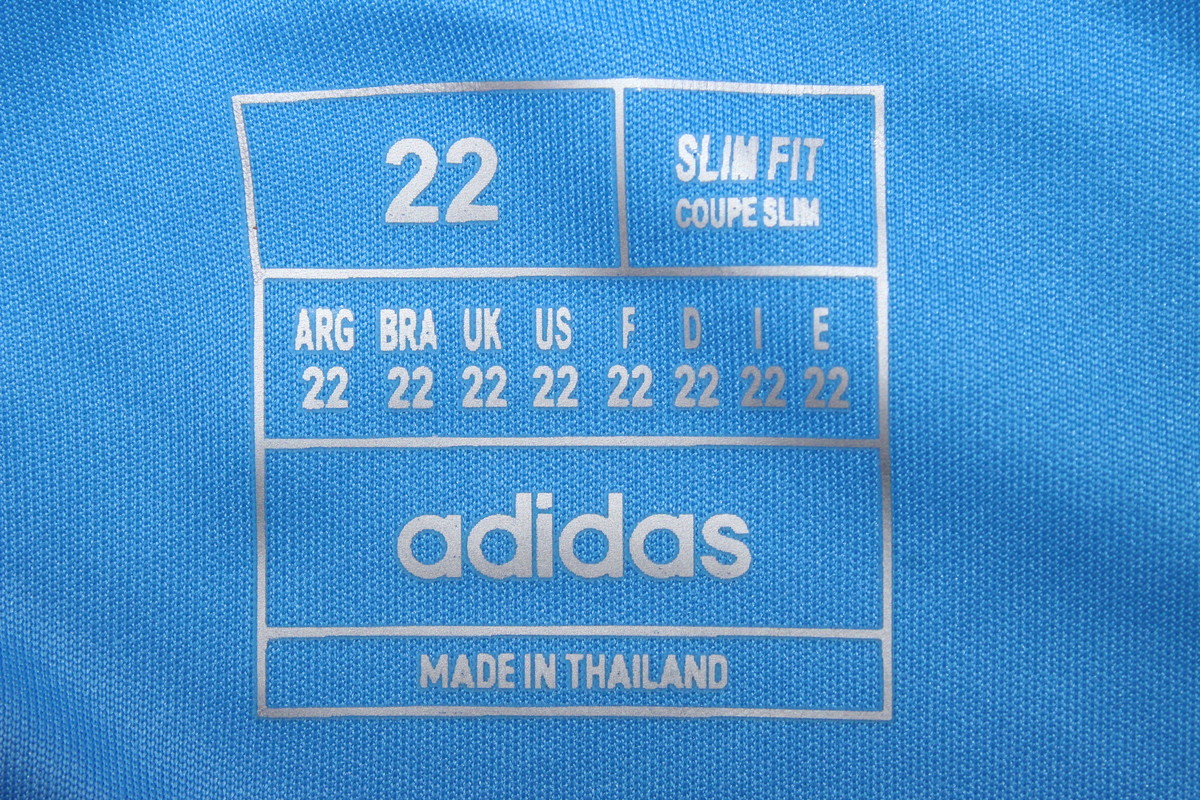 22
SLIM FIT
COUPE SLIM
ARG BRA UK US F D I E
22 22 22 22 22 22 22 22
adidas
MADE IN THAILAND